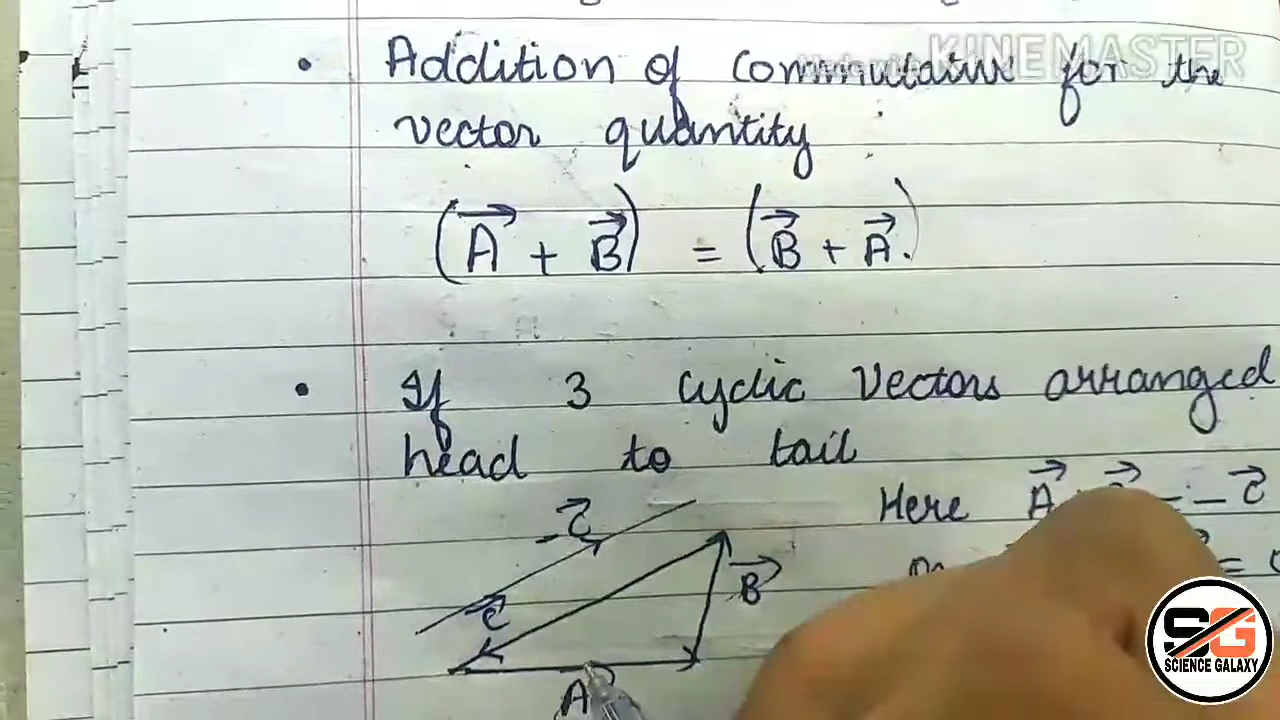 Addition of commutative for the
KINEMASTER
vector quantity
(A + B) = (B + A)
If 3 cyclic vectors arranged
head to tail
Here A = - C
-C
B
C
A
SG
SCIENCE GALAXY